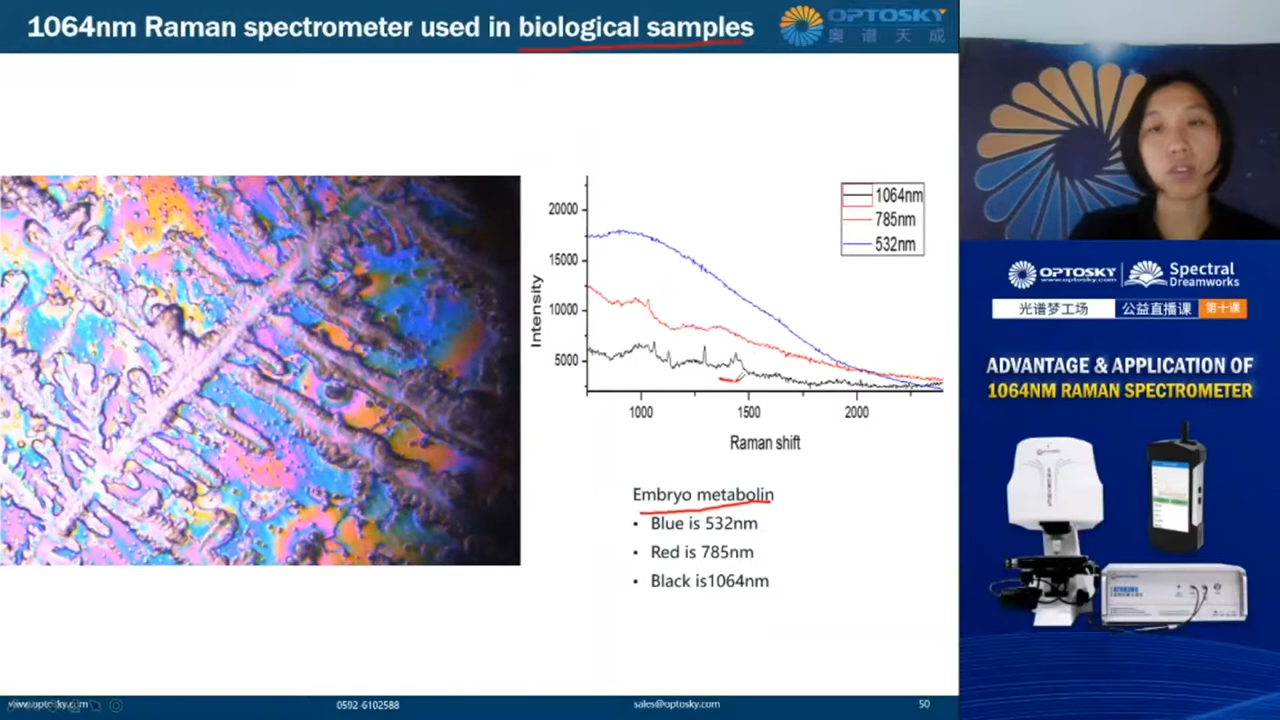 1064nm Raman spectrometer used in biological samples
OPTOSKY
奥 谱 天 成
1064nm
785nm
532nm
20000
15000
10000
5000
Intensity
1000
1500
2000
Raman shift
Embryo metabolin
• Blue is 532nm
• Red is 785nm
• Black is1064nm
www.optosky.com
0592-6102588
sales@optosky.com
50
OPTOSKY
www.optosky.com
Spectral
Dreamworks
光谱梦工场
公益直播课
第十课
ADVANTAGE & APPLICATION OF
1064NM RAMAN SPECTROMETER